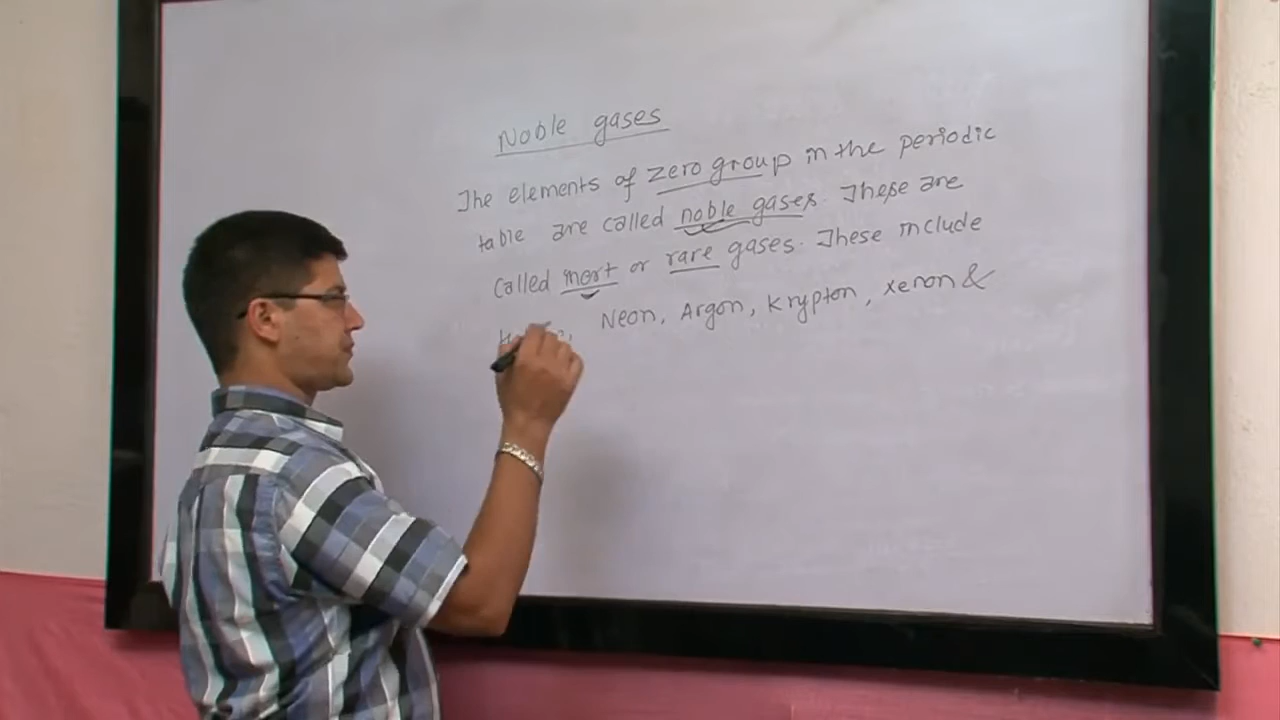 Noble gases
The elements of zero group in the periodic
table are called noble gases. These are
called inert or rare gases. These include
Neon, Argon, Krypton, xenon &